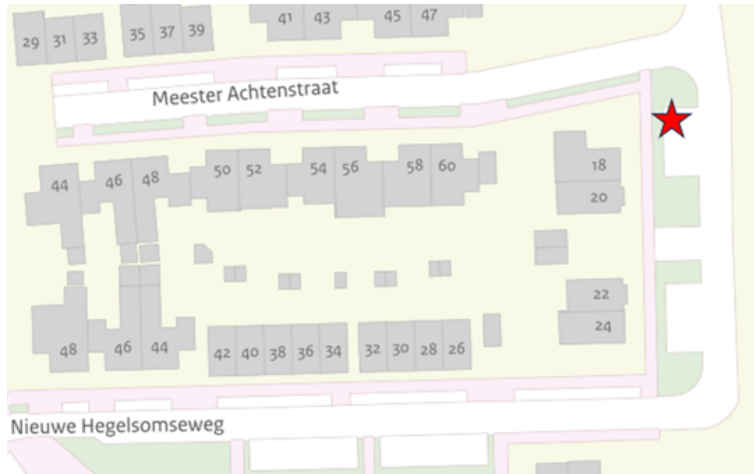 41 43 45 47
29 31 33 35 37 39
Meester Achtenstraat
44 46 48 50 52 54 56 58 60 18
20
22
48 46 44 42 40 38 36 34 32 30 28 26 24
Nieuwe Hegelsomseweg